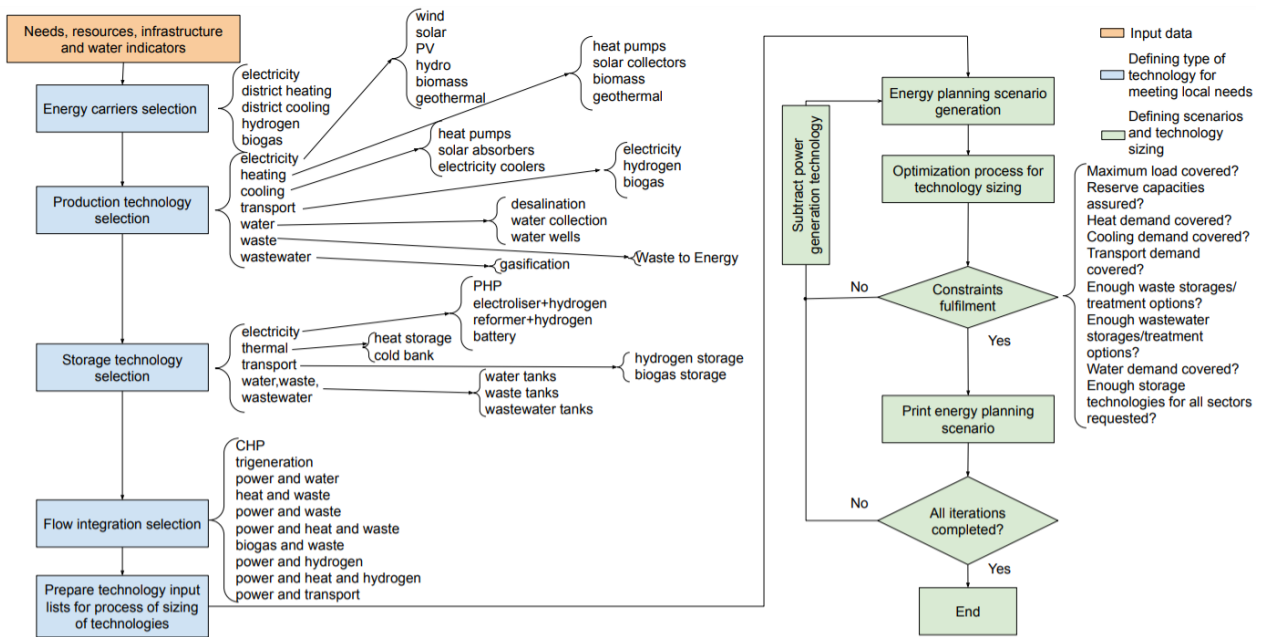 Needs, resources, infrastructure
and water indicators
Energy carriers selection
electricity
district heating
district cooling
hydrogen
biogas
Production technology
selection
electricity
heating
cooling
transport
water
waste
wastewater
wind
solar
PV
hydro
biomass
geothermal
heat pumps
solar collectors
biomass
geothermal
heat pumps
solar absorbers
electricity coolers
electricity
hydrogen
biogas
desalination
water collection
water wells
Waste to Energy
gasification
Storage technology
selection
electricity
thermal
transport
water,waste,
wastewater
PHP
electroliser+hydrogen
reformer+hydrogen
battery
heat storage
cold bank
hydrogen storage
biogas storage
water tanks
waste tanks
wastewater tanks
Flow integration selection
CHP
trigeneration
power and water
heat and waste
power and waste
power and heat and waste
biogas and waste
power and hydrogen
power and heat and hydrogen
power and transport
Prepare technology input
lists for process of sizing
of technologies
Energy planning scenario
generation
Optimization process for
technology sizing
Subtract power
generation technology
Constraints
fulfilment
No
Yes
Maximum load covered?
Reserve capacities
assured?
Heat demand covered?
Cooling demand covered?
Transport demand
covered?
Enough waste storages/
treatment options?
Enough wastewater
storages/treatment
options?
Water demand covered?
Enough storage
technologies for all sectors
requested?
Print energy planning
scenario
All iterations
completed?
No
Yes
End
Input data
Defining type of
technology for
meeting local needs
Defining scenarios
and technology
sizing